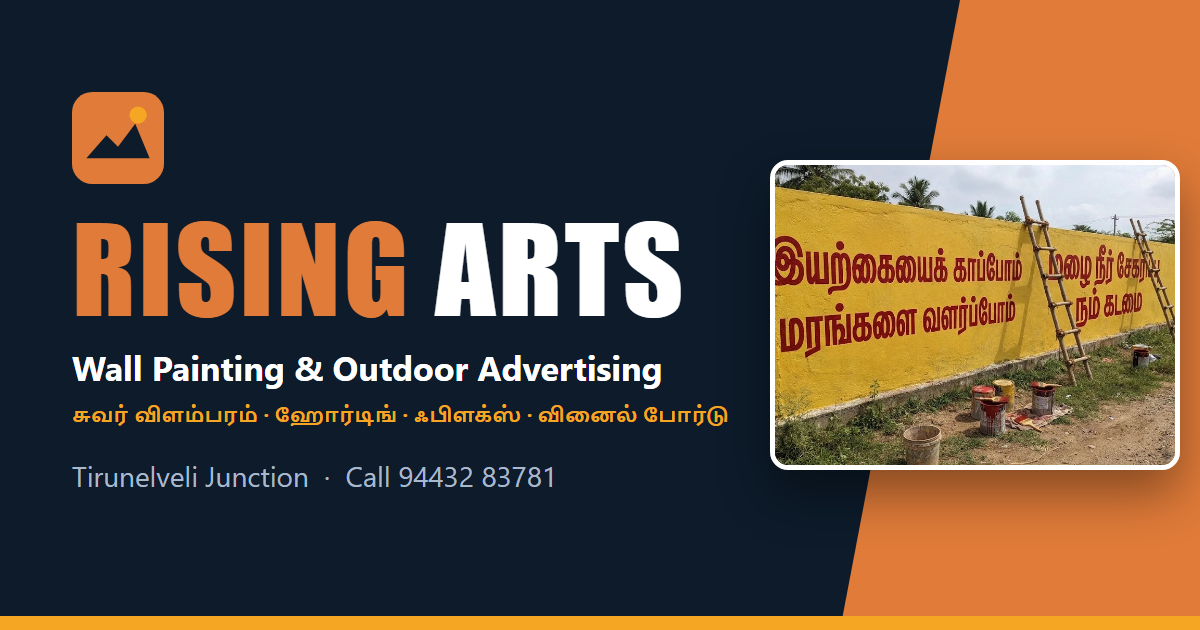 RISING ARTS
Wall Painting & Outdoor Advertising
சுவர் விளம்பரம் · ஹோர்டிங் · ஃபிளக்ஸ் · வினைல் போர்டு
Tirunelveli Junction · Call 94432 83781
இயற்கையைக் காப்போம்
மரங்களை வளர்ப்போம்
மழை நீர்
நம் கடமை